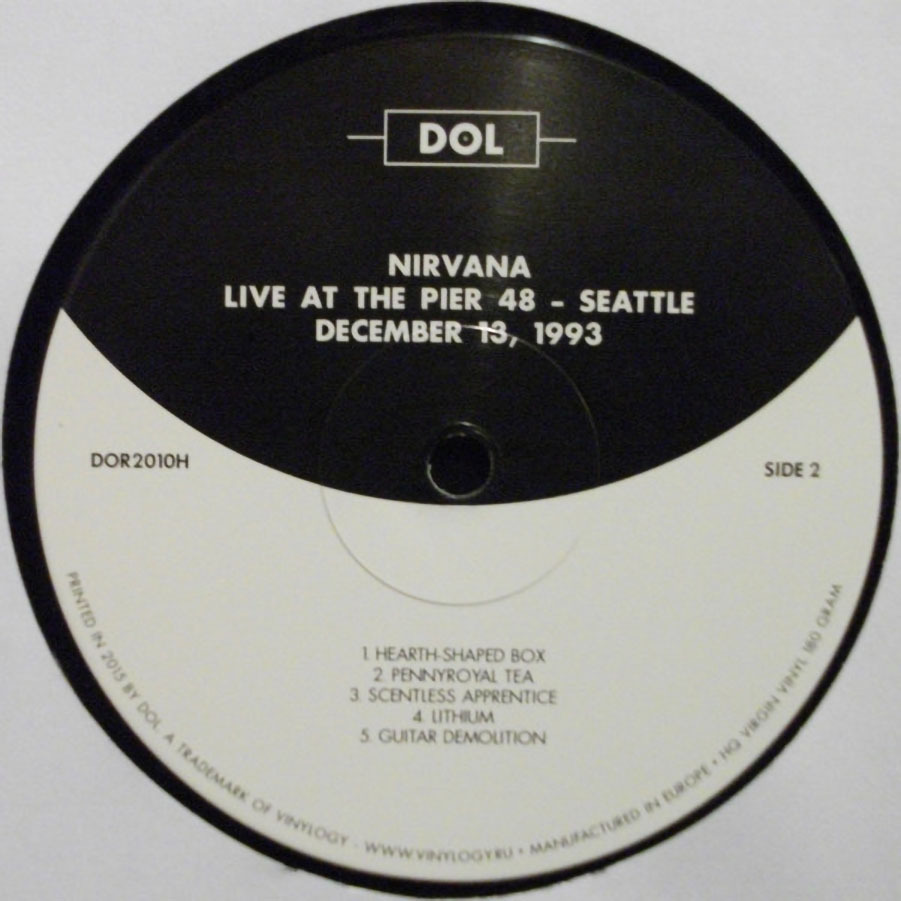 DOL
NIRVANA
LIVE AT THE PIER 48 - SEATTLE
DECEMBER 13, 1993
DOR2010H
SIDE 2
1. HEARTH-SHAPED BOX
2. PENNYROYAL TEA
3. SCENTLESS APPRENTICE
4. LITHIUM
5. GUITAR DEMOLITION
PRINTED IN 2015 BY DOL. A TRADEMARK OF VINYLOGY - WWW.VINYLOGY.RU • MANUFACTURED IN EUROPE • HQ VIRGIN VINYL 180 GRAM